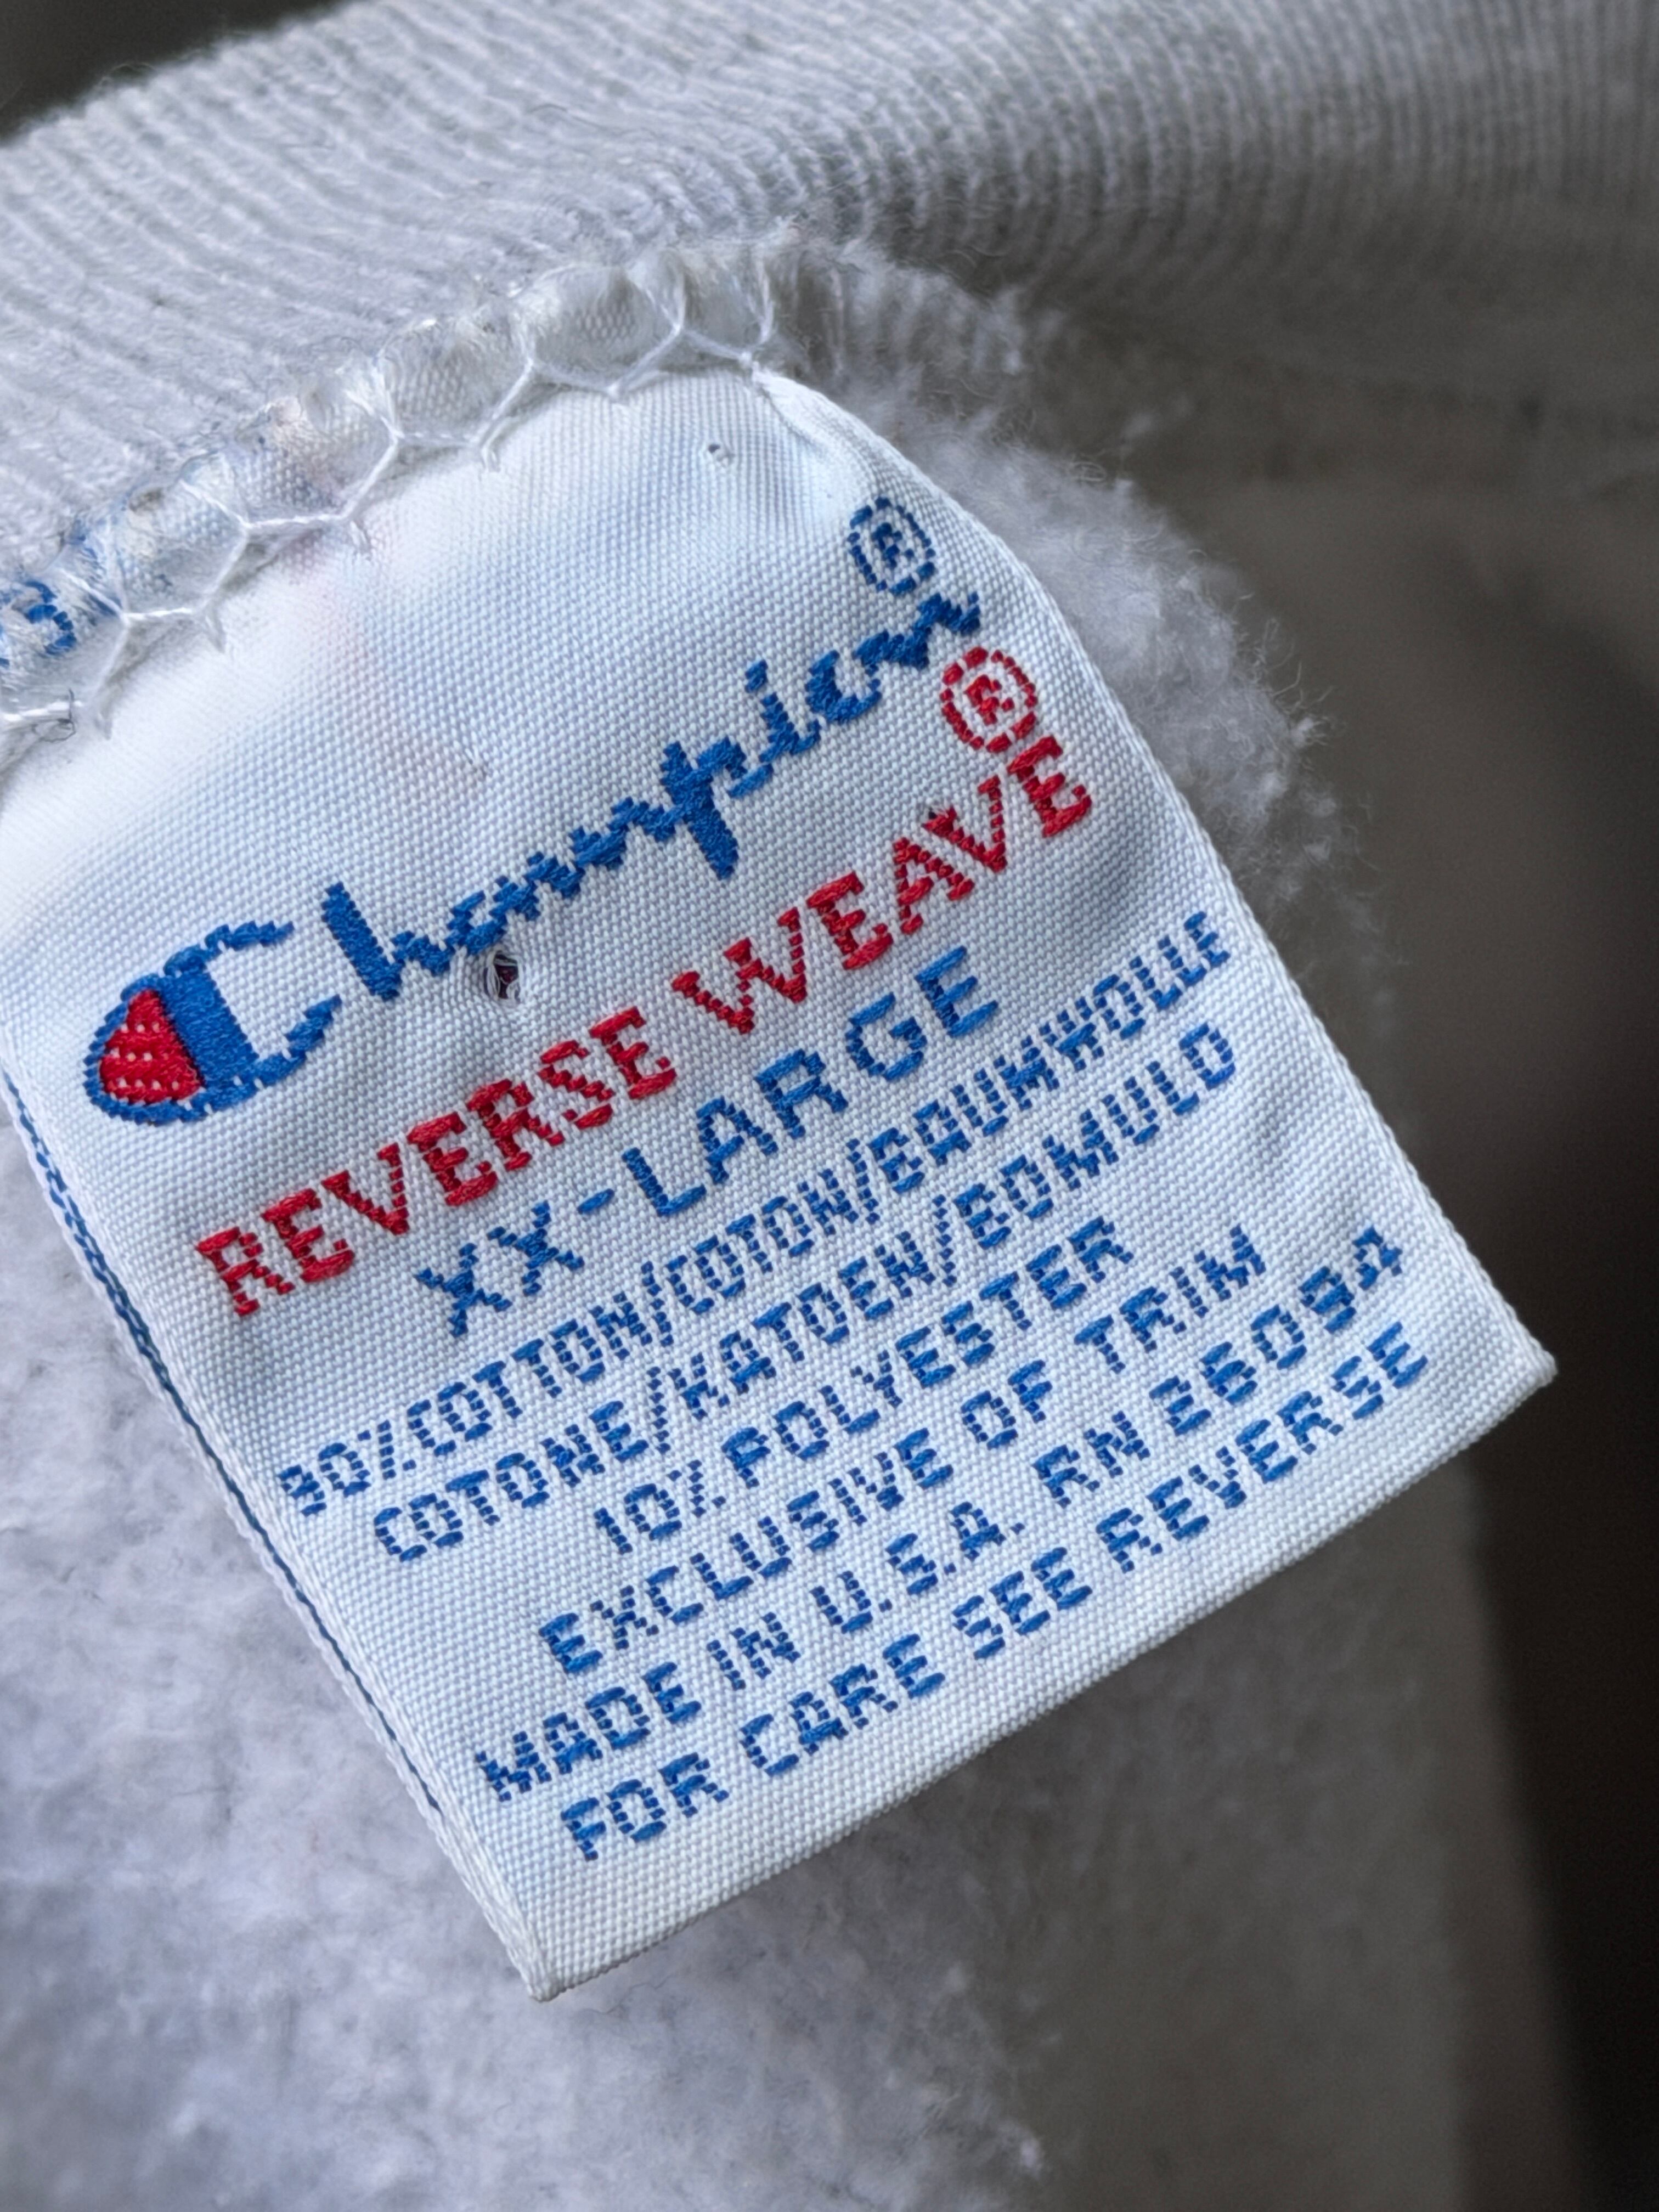 Champion®
REVERSE WEAVE®
XX-LARGE
90%COTTON/COTON/BAUMWOLLE
COTONE/KATOEN/BOMULD
10% POLYESTER
EXCLUSIVE OF TRIM
MADE IN U.S.A. RN 26094
FOR CARE SEE REVERSE